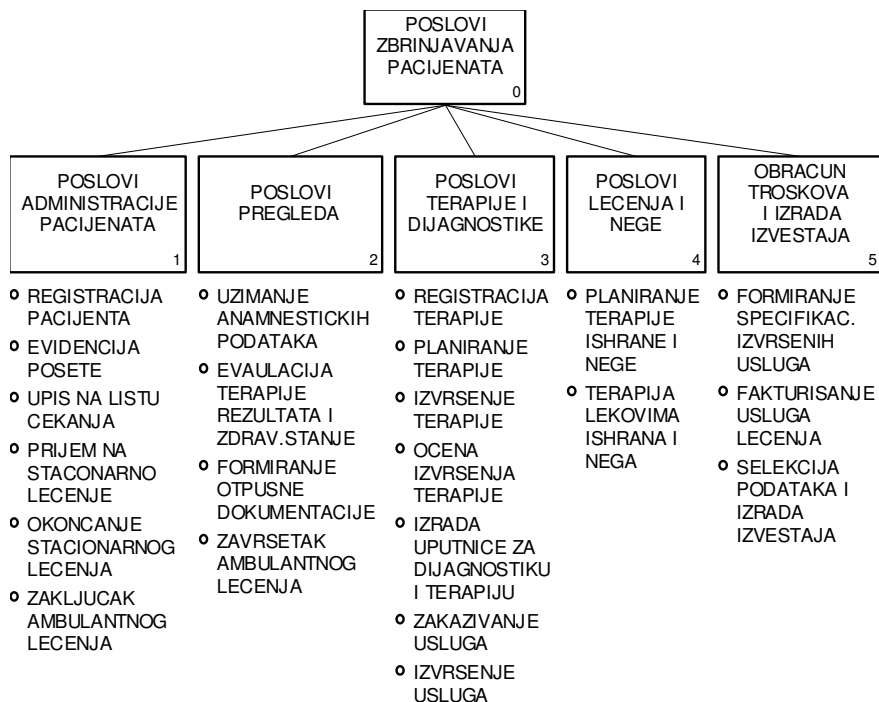 POSLOVI
ZBRINJAVANJA
PACIJENATA
0
POSLOVI
ADMINISTRACIJE
PACIJENATA
1
POSLOVI
PREGLEDA
2
POSLOVI
TERAPIJE I
DIJAGNOSTIKE
3
POSLOVI
LECENJA I
NEGE
4
OBRACUN
TROSKOVA
I IZRADA
IZVESTAJA
5
REGISTRACIJA
PACIJENTA
EVIDENCIJA
POSETE
UPIS NA LISTU
CEKANJA
PRIJEM NA
STACONARNO
LECENJE
OKONCANJE
STACIONARNOG
LECENJA
ZAKLJUCAK
AMBULANTNOG
LECENJA
UZIMANJE
ANAMNESTICKIH
PODATAKA
EVAULACIJA
TERAPIJE
REZULTATA I
ZDRAV.STANJE
FORMIRANJE
OTPUSNE
DOKUMENTACIJE
ZAVRSETAK
AMBULANTNOG
LECENJA
REGISTRACIJA
TERAPIJE
PLANIRANJE
TERAPIJE
IZVRSENJE
TERAPIJE
OCENA
IZVRSENJA
TERAPIJE
IZRADA
UPUTNICE ZA
DIJAGNOSTIKU
I TERAPIJU
ZAKAZIVANJE
USLUGA
IZVRSENJE
USLUGA
PLANIRANJE
TERAPIJE
ISHRANE I
NEGE
TERAPIJA
LEKOVIMA
ISHRANA I
NEGA
FORMIRANJE
SPECIFIKAC.
IZVRSENIH
USLUGA
FAKTURISANJE
USLUGA
LECENJA
SELEKCIJA
PODATAKA I
IZRADA
IZVESTAJA